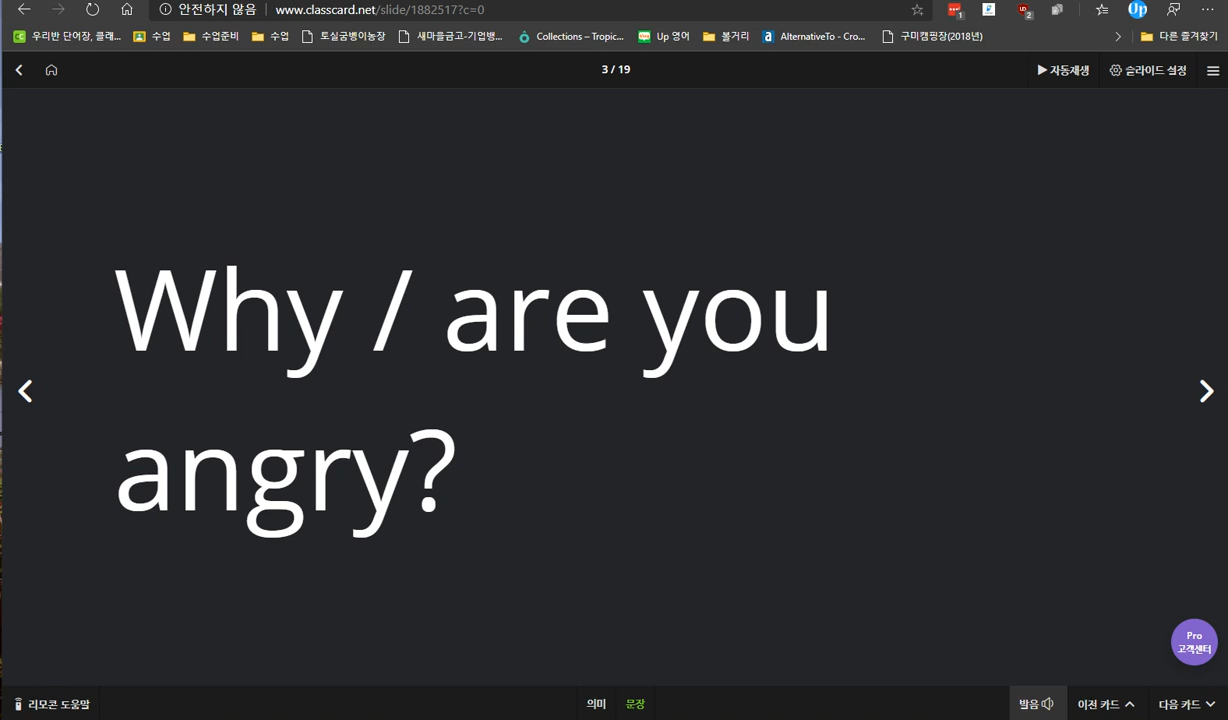 안전하지 않음 www.classcard.net/slide/1882517?c=0
1 2 Up
우리반 단어장, 클래... 수업 수업준비 수업 토실궁뱅이농장 새마을금고-기업뱅... Collections – Tropic... Up 영어 볼거리 AlternativeTo - Cro... 구미캠핑장(2018년) 다른 즐겨찾기
3 / 19 자동재생 슬라이드 설정
Why / are you
angry?
Pro
고객센터
리모콘 도움말 의미 문장 발음 이전 카드 다음 카드